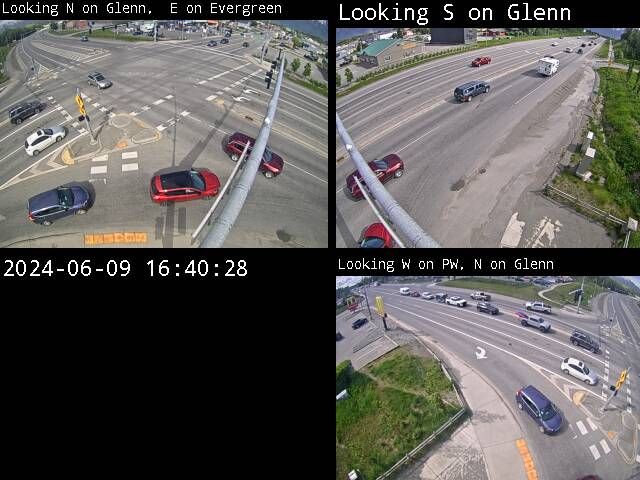 Looking N on Glenn, E on Evergreen
Looking S on Glenn
2024-06-09 16:40:28
Looking W on PW, N on Glenn